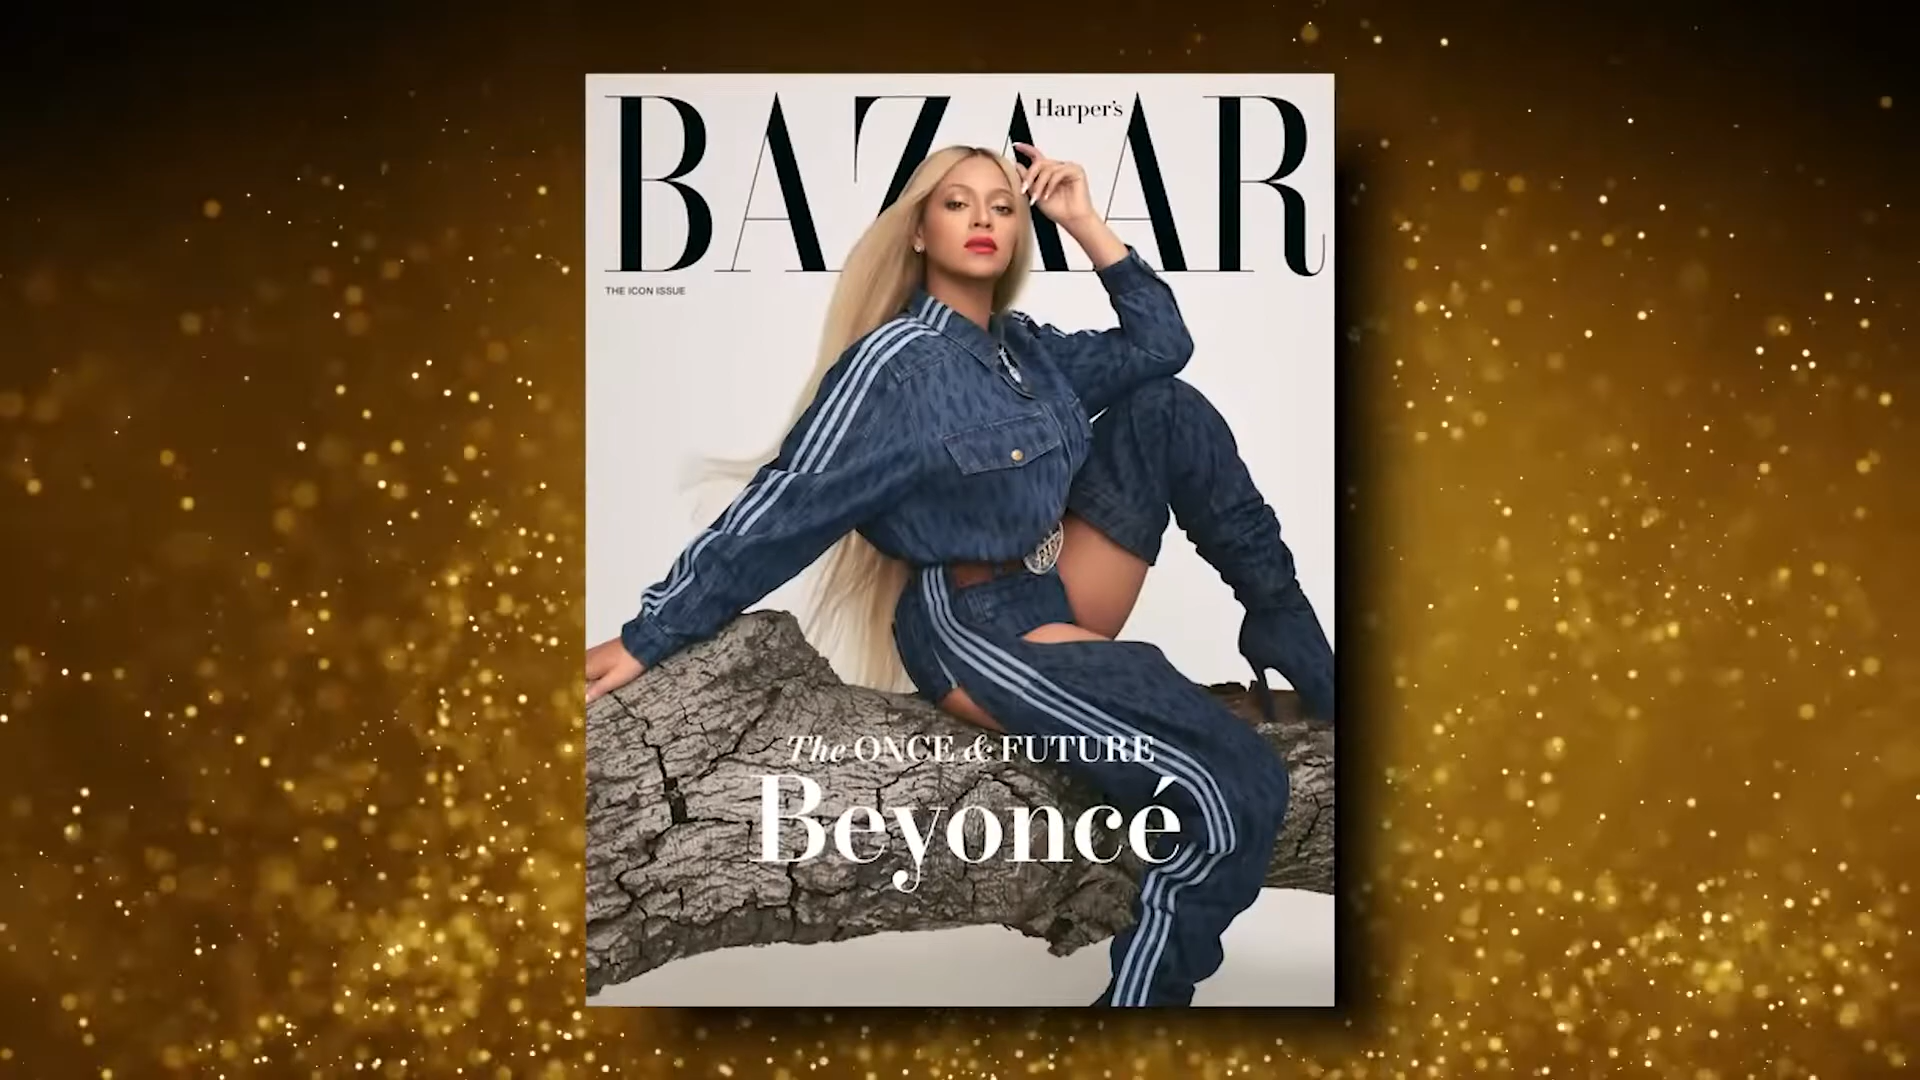 Harper's
BAZAAR
THE ICON ISSUE
The ONCE & FUTURE
Beyoncé